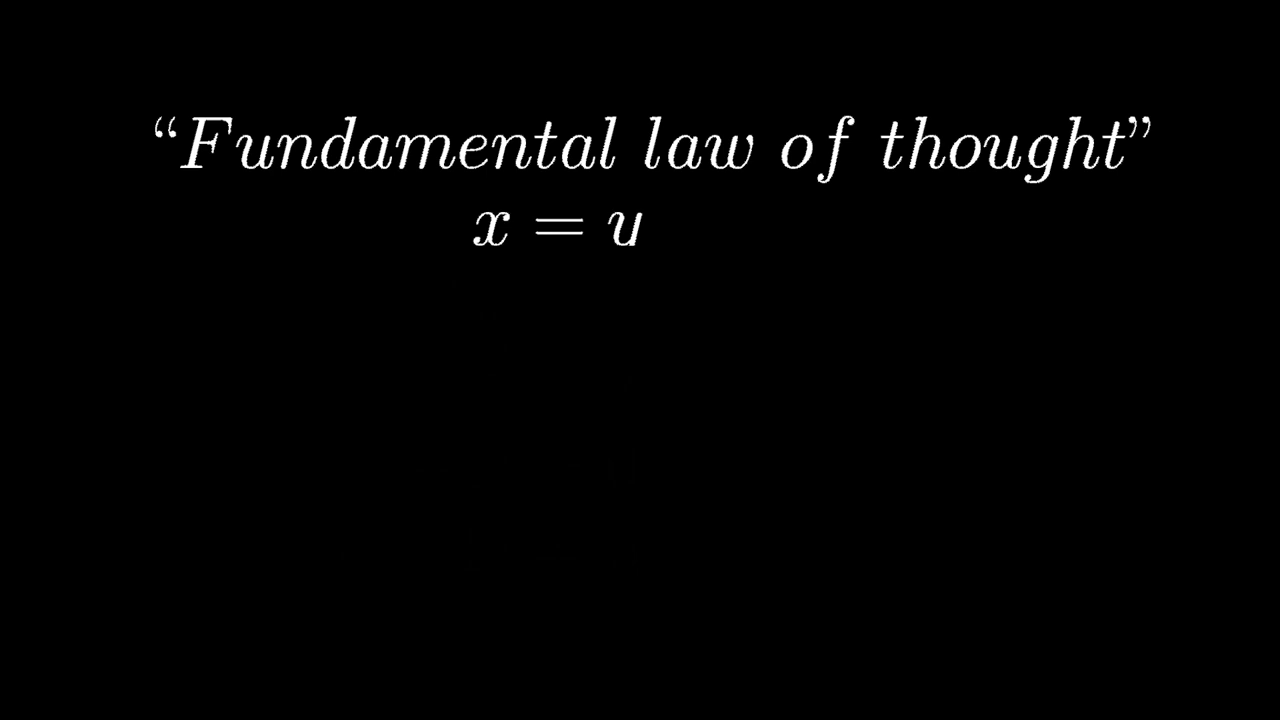 “Fundamental law of thought”
x = u